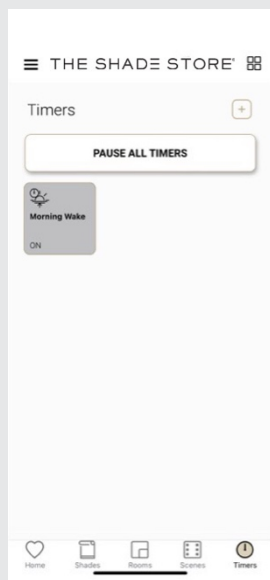 THE SHADE STORE®
Timers
PAUSE ALL TIMERS
Morning Wake
ON
Home Shades Rooms Scenes Timers